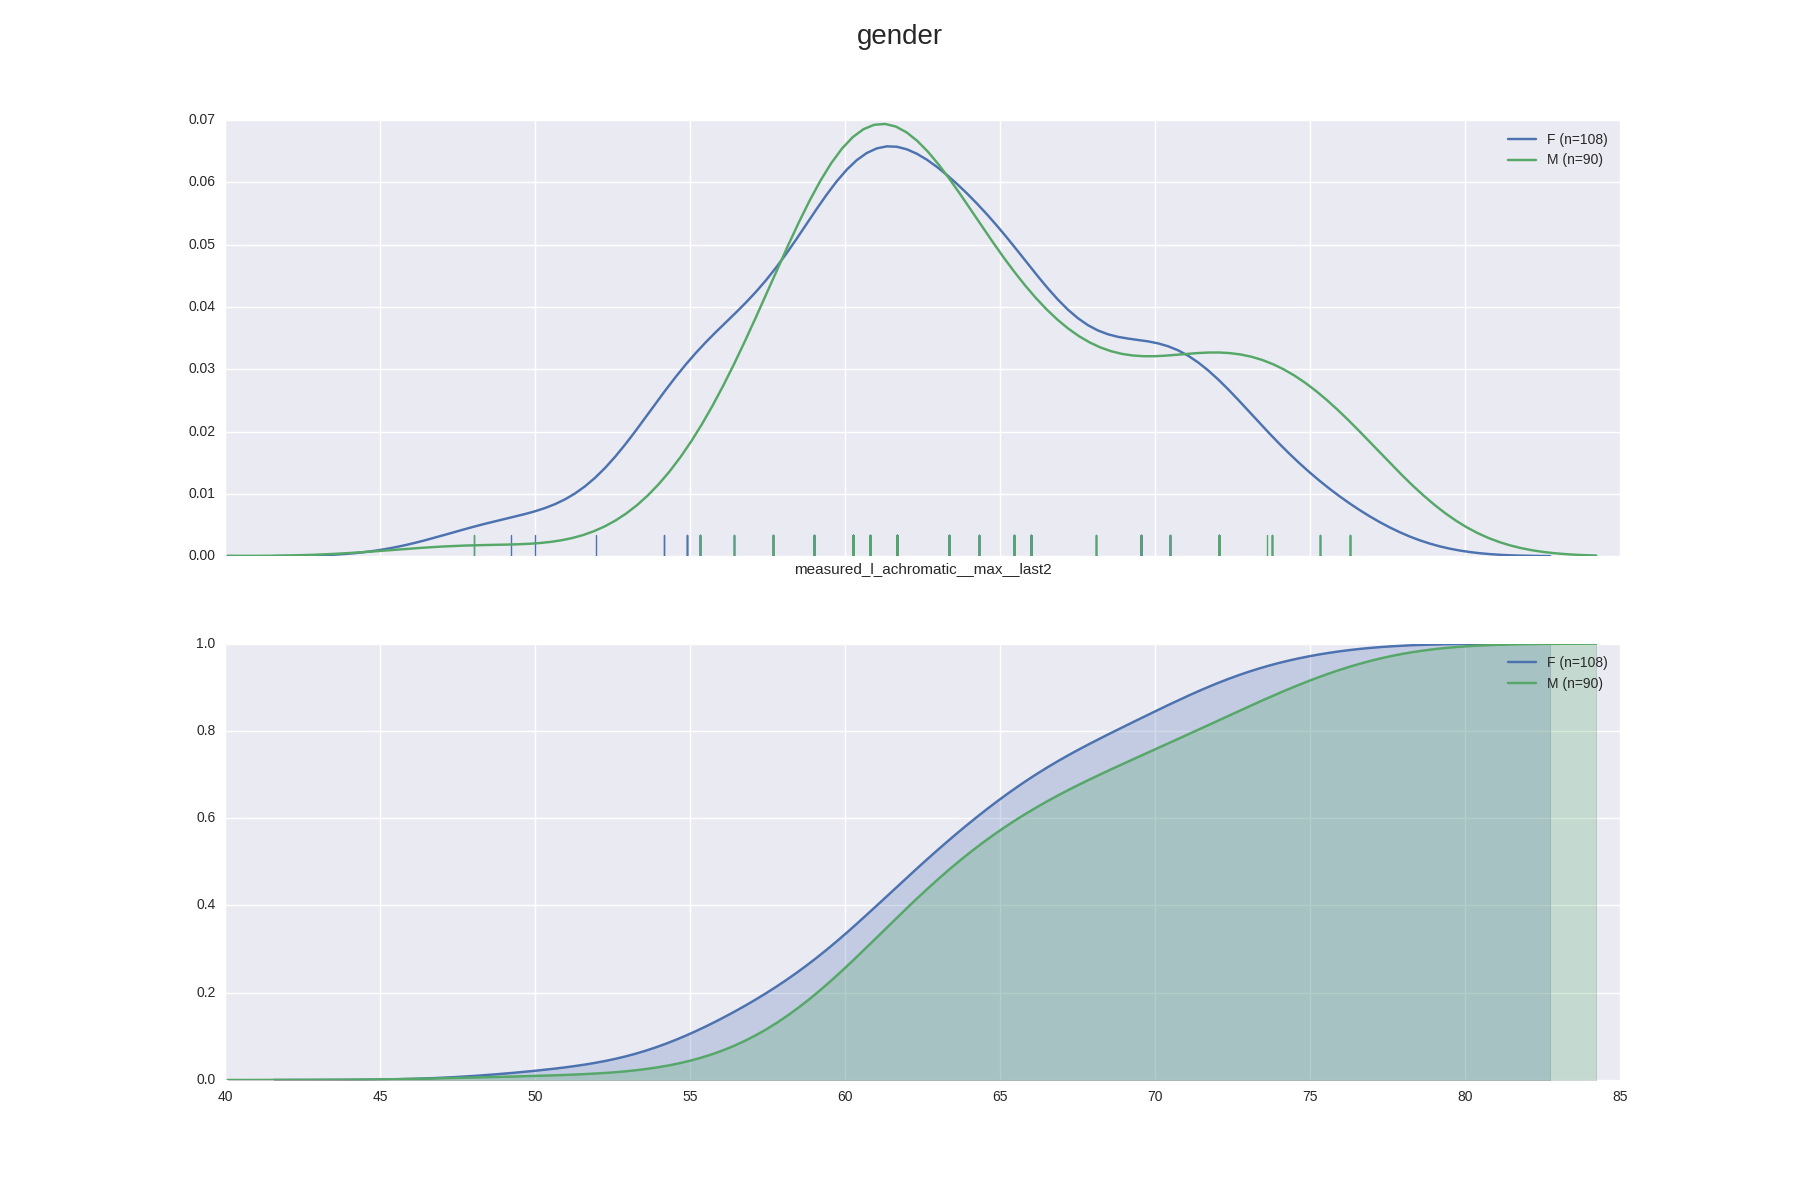 gender
0.07
0.06
0.05
0.04
0.03
0.02
0.01
0.00
F (n=108)
M (n=90)
measured_l_achromatic__max__last2
1.0
0.8
0.6
0.4
0.2
0.0
F (n=108)
M (n=90)
40 45 50 55 60 65 70 75 80 85